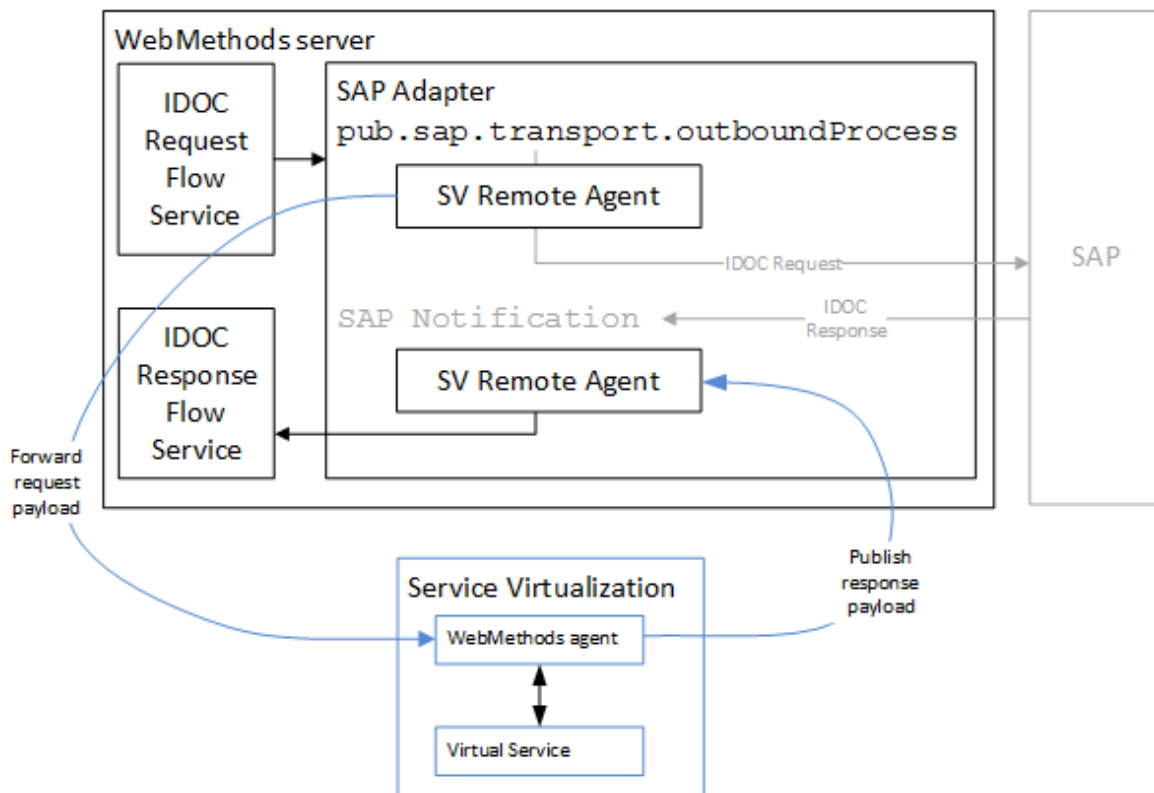 WebMethods server
IDOC
Request
Flow
Service
SAP Adapter
pub.sap.transport.outboundProcess
SV Remote Agent
IDOC Request
SAP
IDOC
Response
SAP Notification
IDOC
Response
Flow
Service
SV Remote Agent
Forward
request
payload
Publish
response
payload
Service Virtualization
WebMethods agent
Virtual Service